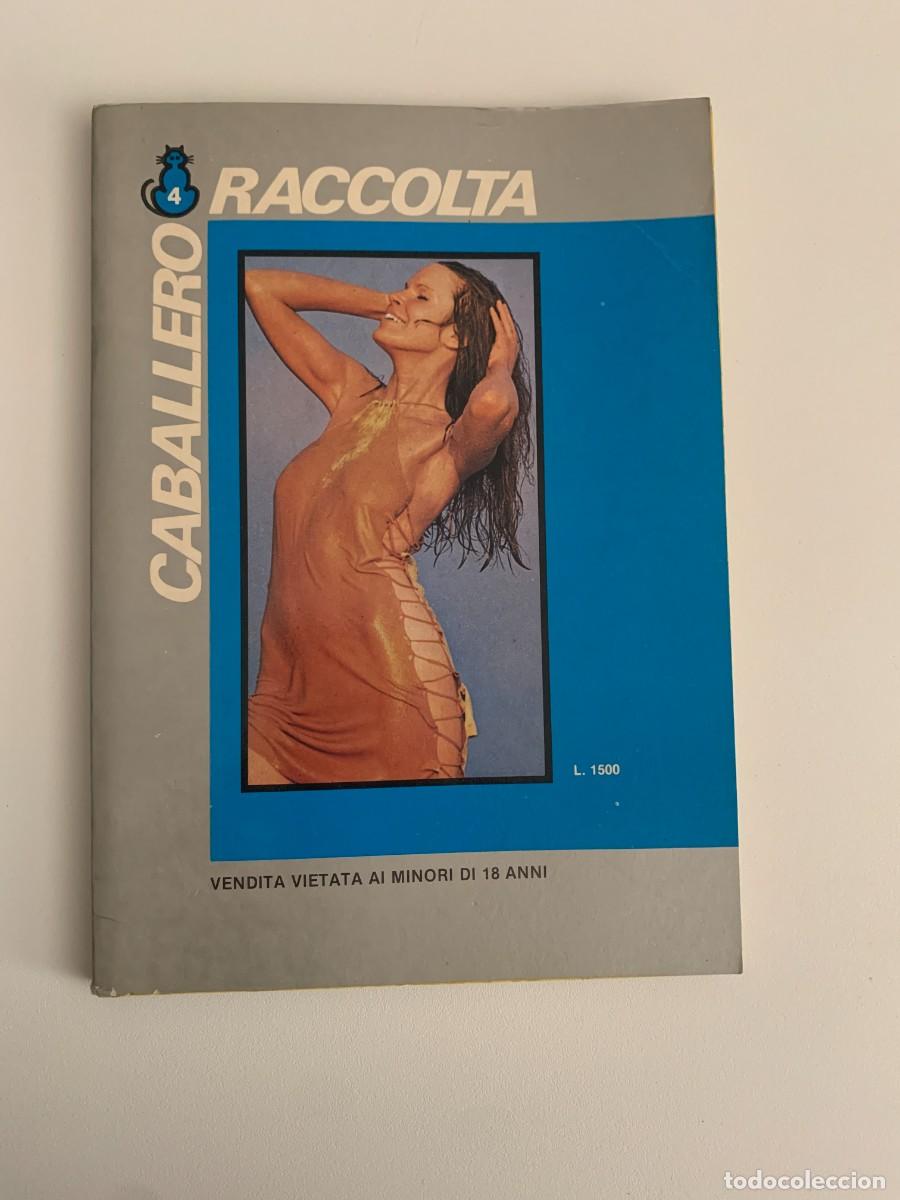 4
RACCOLTA
CABALLERO
L. 1500
VENDITA VIETATA AI MINORI DI 18 ANNI
todocoleccion